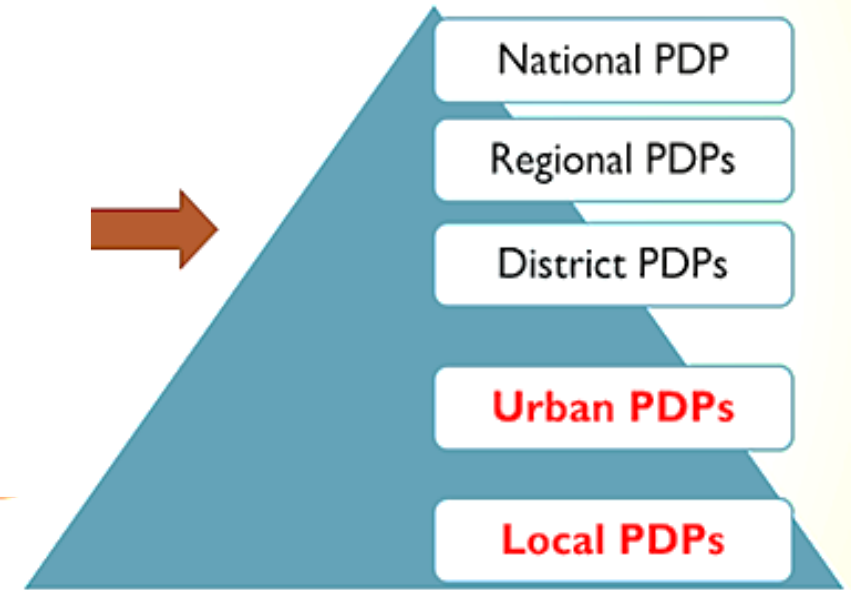 National PDP
Regional PDPs
District PDPs
Urban PDPs
Local PDPs